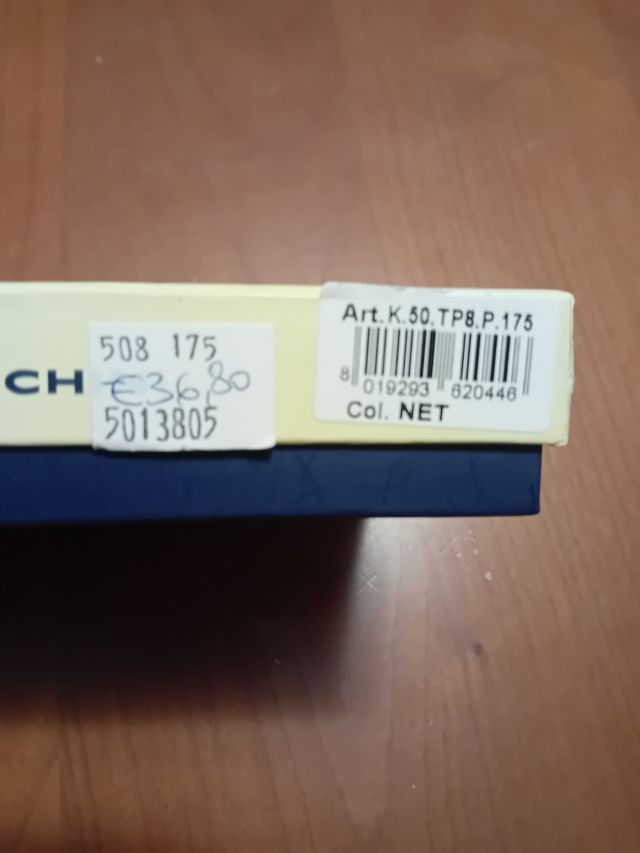 CH
508 175
€36,80
5013805
Art.K.50.TP8.P.175
8 019293 620446
Col. NET